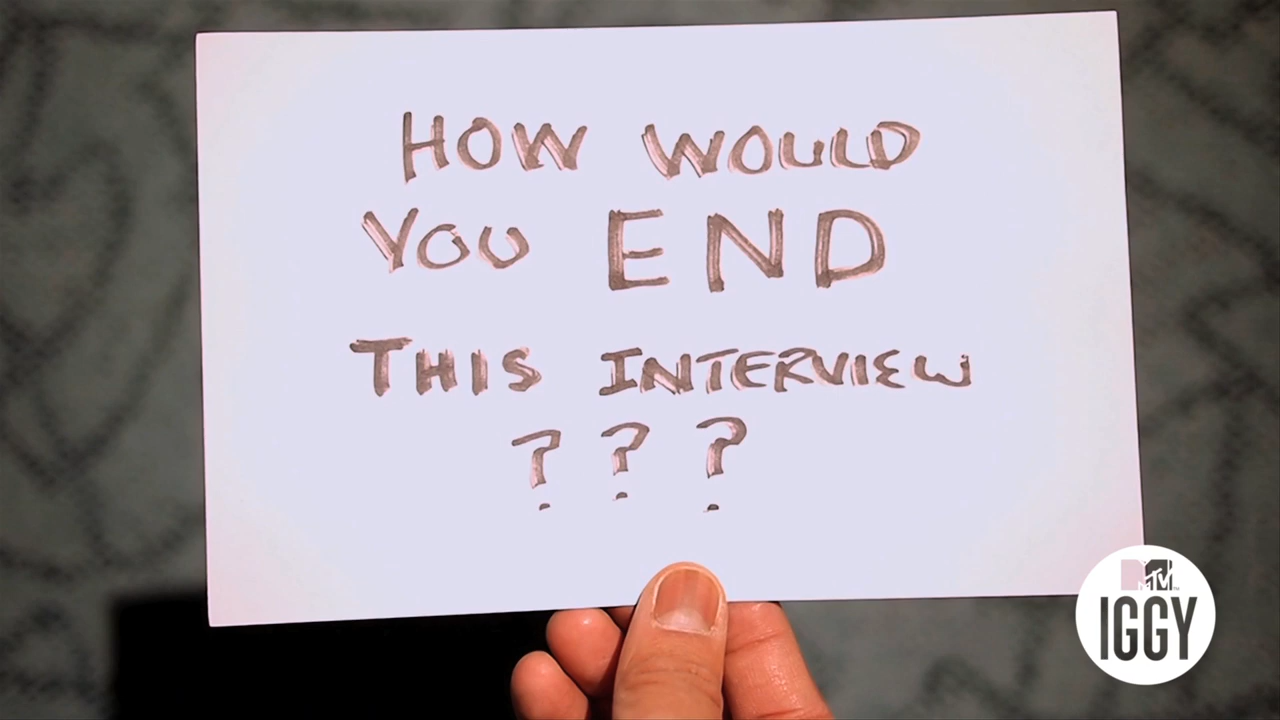 HOW WOULD
YOU END
THIS INTERVIEW
? ? ?
MTV
IGGY